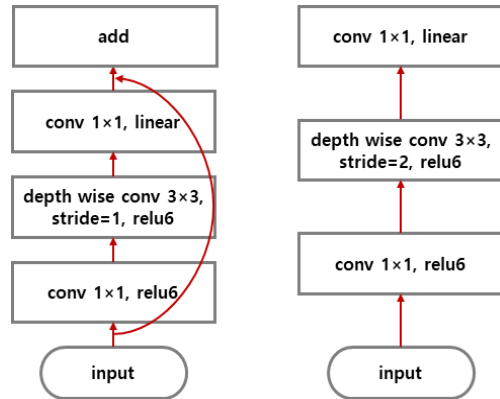 add
conv 1×1, linear
depth wise conv 3×3,
stride=1, relu6
conv 1×1, relu6
input
conv 1×1, linear
depth wise conv 3×3,
stride=2, relu6
conv 1×1, relu6
input